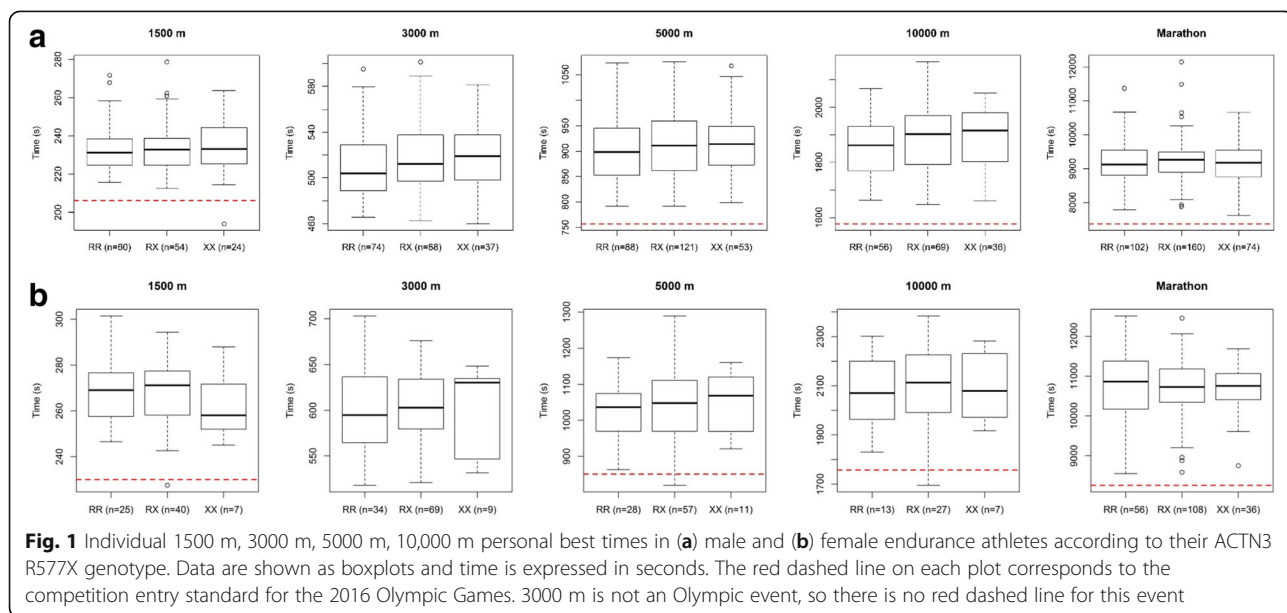 a
1500 m
3000 m
5000 m
10000 m
Marathon
Time (s)
200 220 240 260 280
RR (n=60) RX (n=54) XX (n=24)
Time (s)
460 500 540 580
RR (n=74) RX (n=88) XX (n=37)
Time (s)
750 800 850 900 950 1050
RR (n=88) RX (n=121) XX (n=53)
Time (s)
1600 1800 2000
RR (n=56) RX (n=69) XX (n=36)
Time (s)
8000 9000 10000 11000 12000
RR (n=102) RX (n=160) XX (n=74)
b
1500 m
3000 m
5000 m
10000 m
Marathon
Time (s)
240 260 280 300
RR (n=25) RX (n=40) XX (n=7)
Time (s)
550 600 650 700
RR (n=34) RX (n=69) XX (n=9)
Time (s)
900 1000 1100 1200 1300
RR (n=28) RX (n=57) XX (n=11)
Time (s)
1700 1900 2100 2300
RR (n=13) RX (n=27) XX (n=7)
Time (s)
9000 10000 11000 12000
RR (n=56) RX (n=108) XX (n=36)
Fig. 1 Individual 1500 m, 3000 m, 5000 m, 10,000 m personal best times in (a) male and (b) female endurance athletes according to their ACTN3
R577X genotype. Data are shown as boxplots and time is expressed in seconds. The red dashed line on each plot corresponds to the
competition entry standard for the 2016 Olympic Games. 3000 m is not an Olympic event, so there is no red dashed line for this event